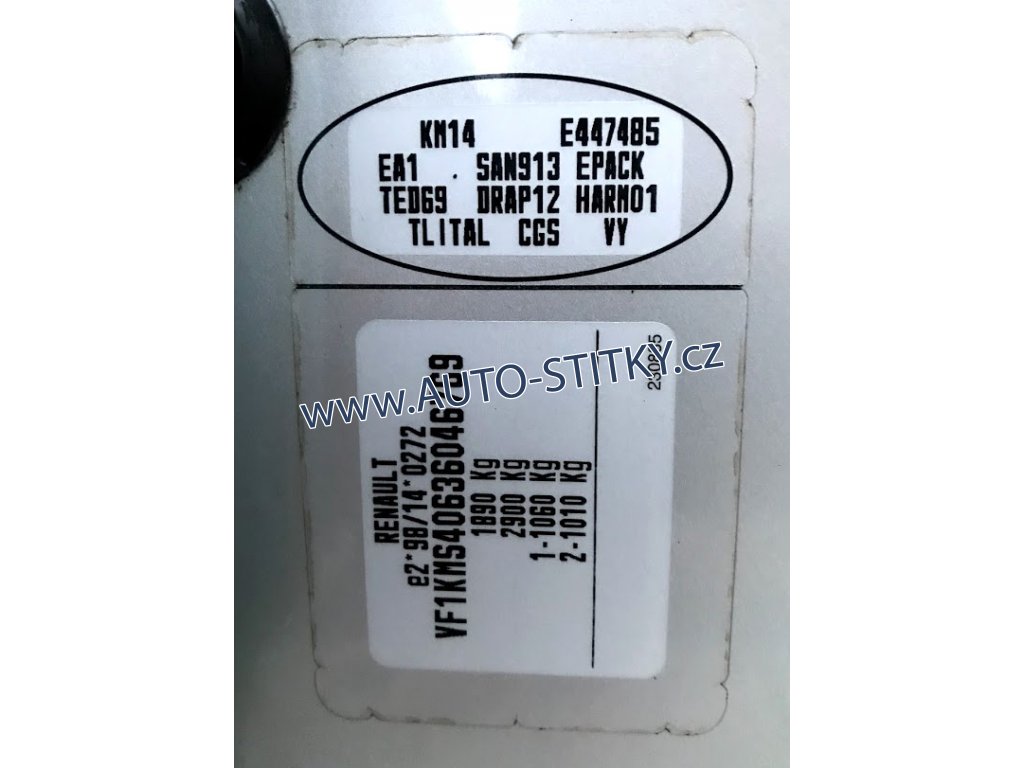 KM14 E447485
EA1 . SAN913 EPACK
TED69 DRAP12 HARM01
TLITAL CGS VY
RENAULT
e2*98/14*0272
1890 Kg
2900 Kg
1-1060 Kg
2-1010 Kg
www.AUTO-STITKY.cz